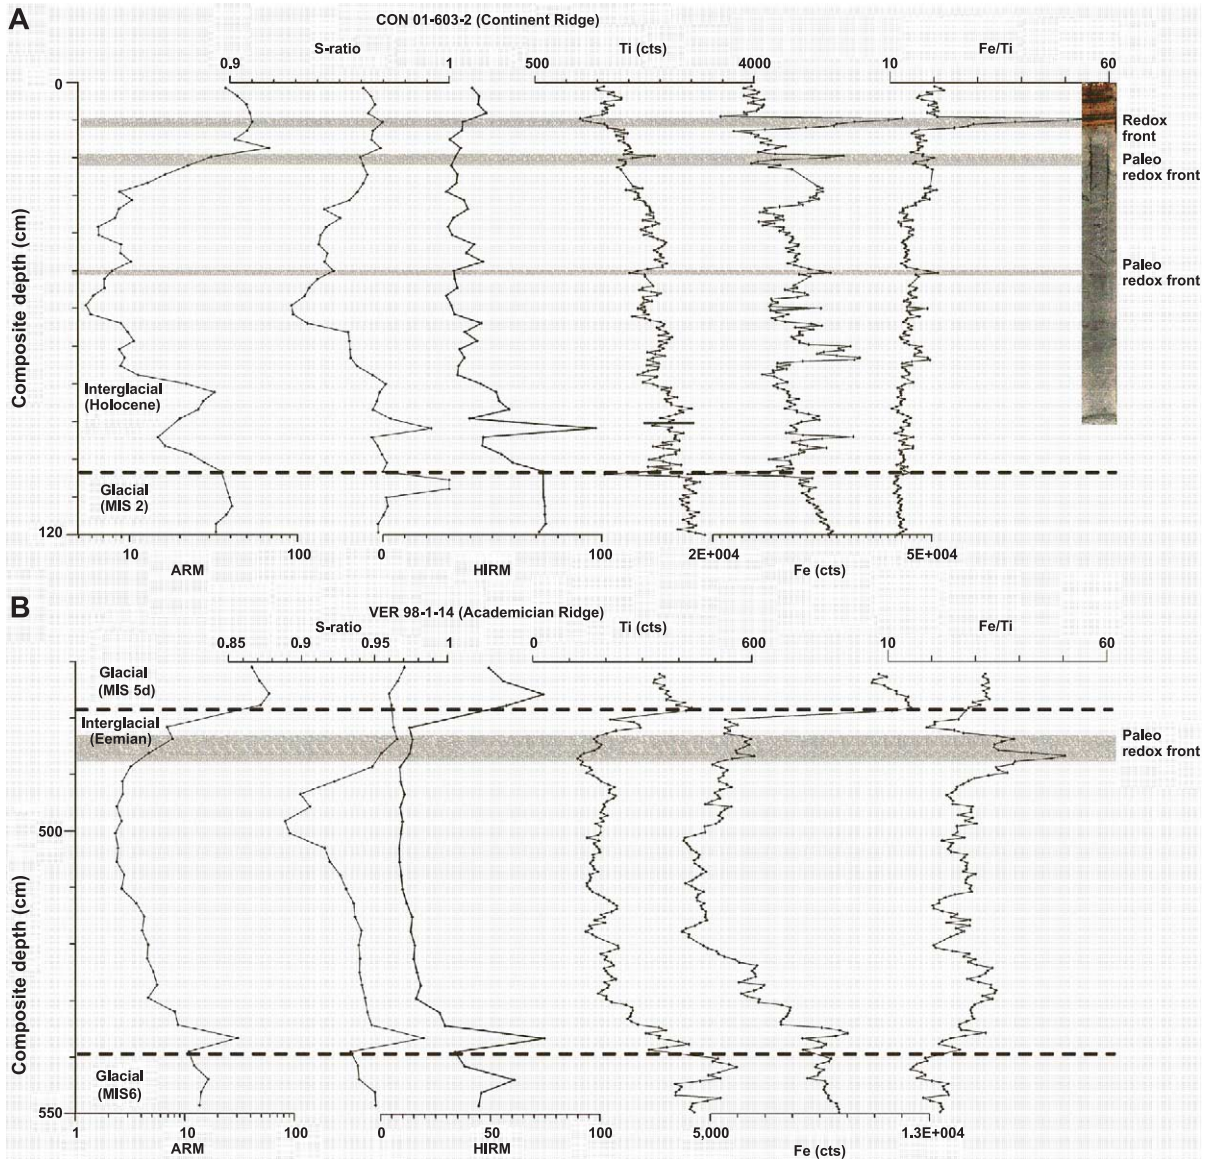 A
CON 01-603-2 (Continent Ridge)
S-ratio Ti (cts) Fe/Ti
0.9 1 500 4000 10 60
0
Redox
front
Paleo
redox front
Paleo
redox front
Composite depth (cm)
Interglacial
(Holocene)
Glacial
(MIS 2)
120
10 100 0 100 2E+004 5E+004
ARM HIRM Fe (cts)
B
VER 98-1-14 (Academician Ridge)
S-ratio Ti (cts) Fe/Ti
0.85 0.9 0.95 1 0 600 10 60
Glacial
(MIS 5d)
Interglacial
(Eemian)
Paleo
redox front
500
Composite depth (cm)
Glacial
(MIS6)
550
1 10 100 0 50 100 5,000 1.3E+004
ARM HIRM Fe (cts)